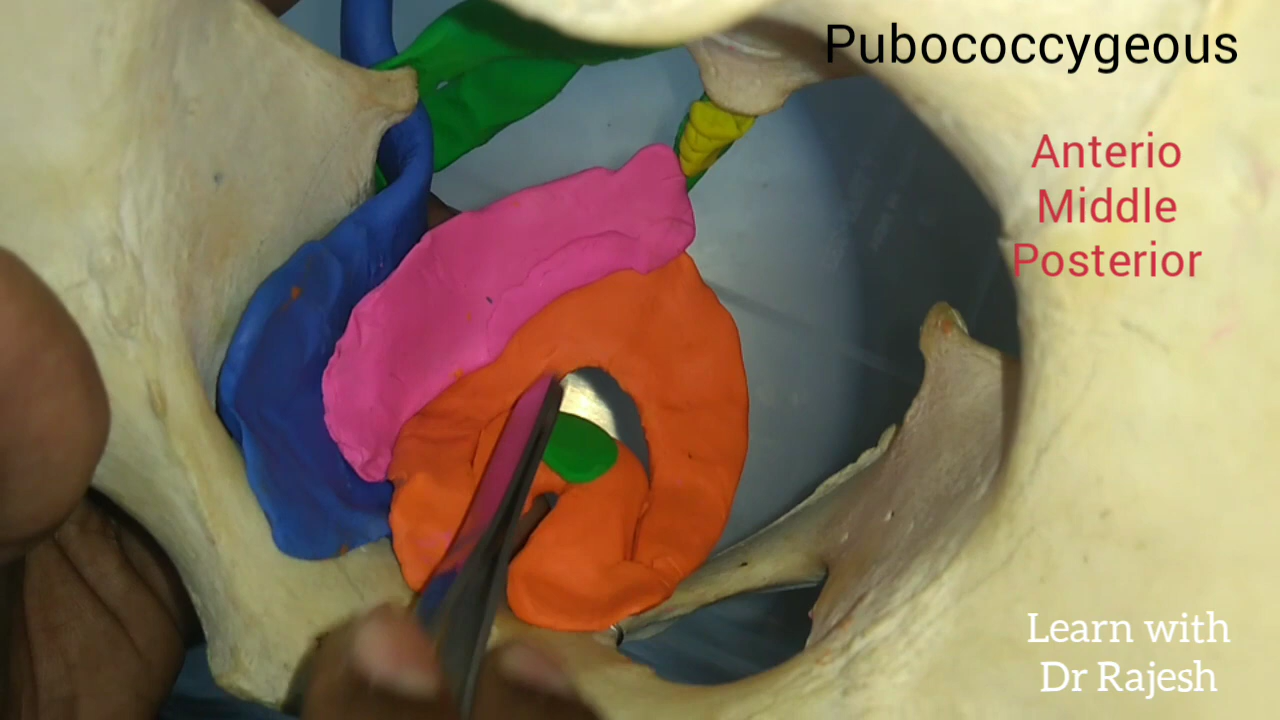 Pubococcygeous
Anterio
Middle
Posterior
Learn with
Dr Rajesh